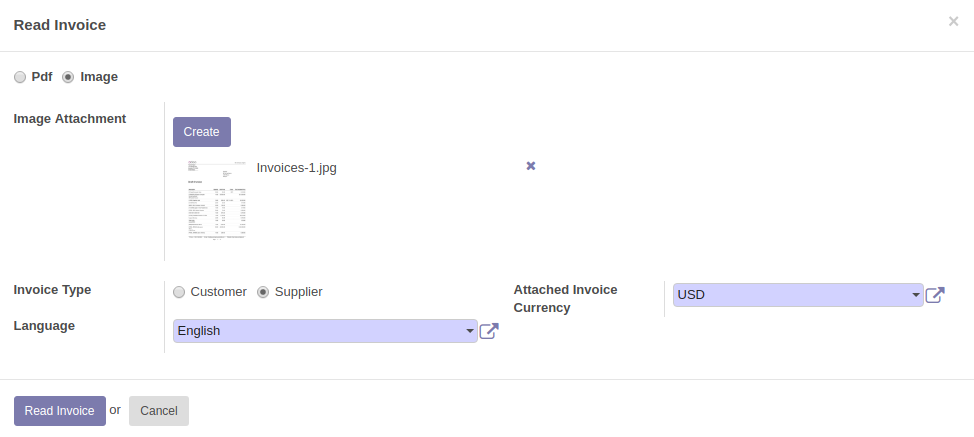 Read Invoice
×
Pdf Image
Image Attachment
Create
Invoices-1.jpg
Invoice Type
Customer Supplier
Attached Invoice Currency
USD
Language
English
Read Invoice or Cancel